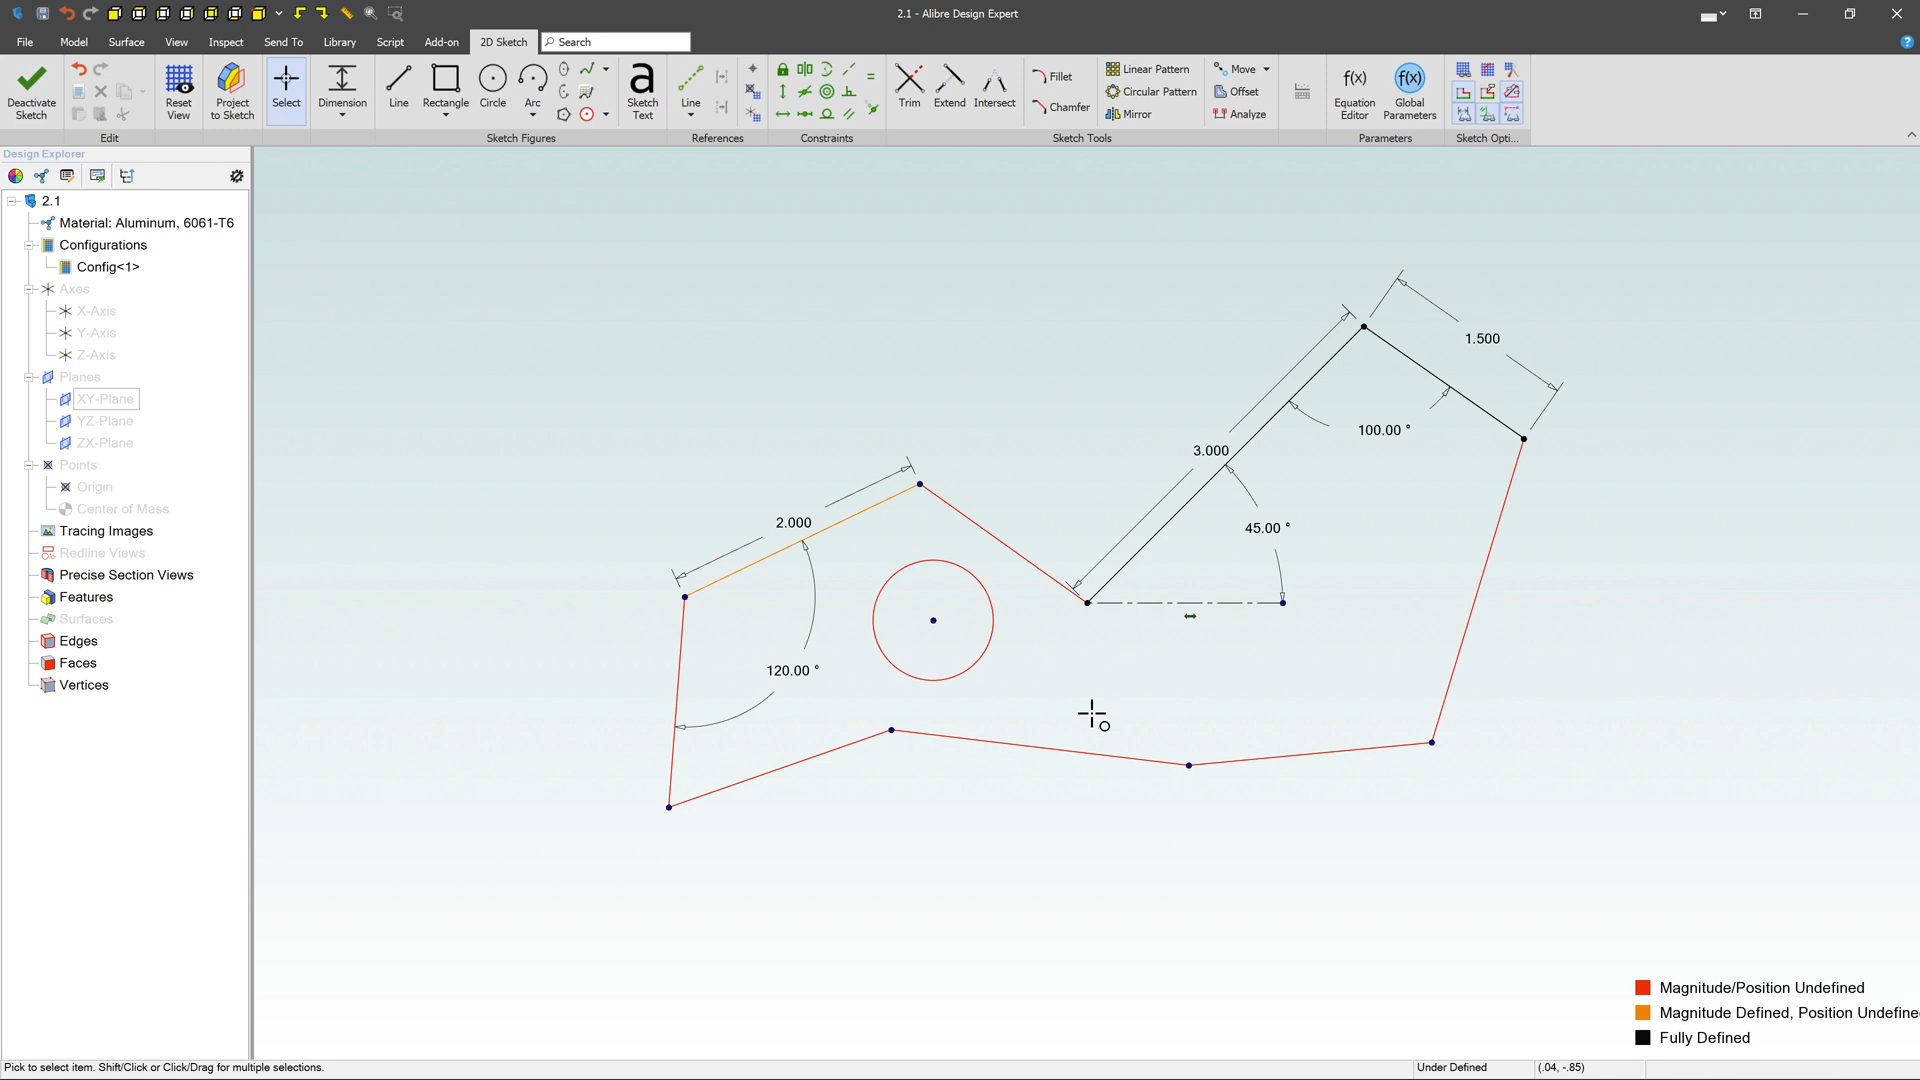 2.1 - Alibre Design Expert
File Model Surface View Inspect Send To Library Script Add-on 2D Sketch Search
Deactivate Sketch
Edit
Reset View
Project to Sketch
Select
Dimension
Line
Rectangle
Circle
Arc
Sketch Text
Sketch Figures
Line
References
Constraints
Trim
Extend
Intersect
Fillet
Chamfer
Linear Pattern
Circular Pattern
Mirror
Move
Offset
Analyze
Sketch Tools
f(x)
Equation Editor
f(x)
Global Parameters
Parameters
Sketch Opti...
Design Explorer
2.1
Material: Aluminum, 6061-T6
Configurations
Config<1>
Axes
X-Axis
Y-Axis
Z-Axis
Planes
XY-Plane
YZ-Plane
ZX-Plane
Points
Origin
Center of Mass
Tracing Images
Redline Views
Precise Section Views
Features
Surfaces
Edges
Faces
Vertices
1.500
100.00 °
3.000
45.00 °
2.000
120.00 °
Magnitude/Position Undefined
Magnitude Defined, Position Undefine
Fully Defined
Pick to select item. Shift/Click or Click/Drag for multiple selections.
Under Defined
(.04, -.85)